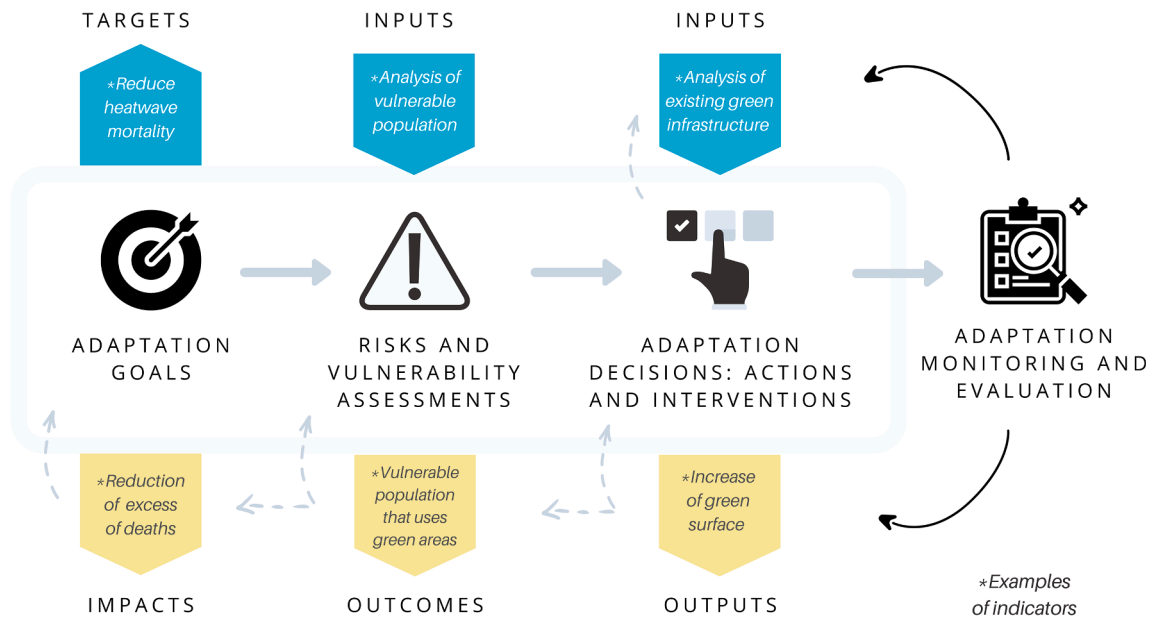 TARGETS
INPUTS
INPUTS
*Reduce
heatwave
mortality
*Analysis of
vulnerable
population
*Analysis of
existing green
infrastructure
ADAPTATION
GOALS
RISKS AND
VULNERABILITY
ASSESSMENTS
ADAPTATION
DECISIONS: ACTIONS
AND INTERVENTIONS
ADAPTATION
MONITORING AND
EVALUATION
*Reduction
of excess
of deaths
*Vulnerable
population
that uses
green areas
*Increase
of green
surface
IMPACTS
OUTCOMES
OUTPUTS
*Examples
of indicators